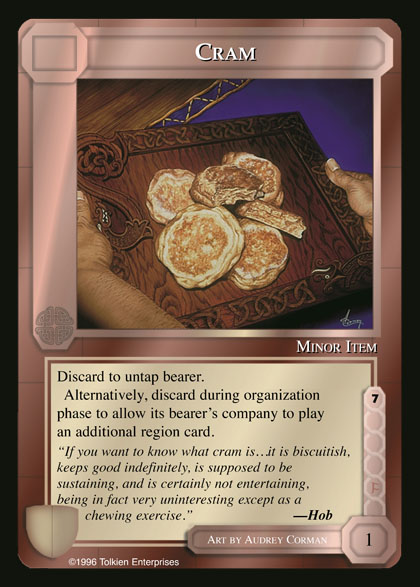 CRAM
MINOR ITEM
Discard to untap bearer.
Alternatively, discard during organization
phase to allow its bearer's company to play
an additional region card.
“If you want to know what cram is…it is biscuitish,
keeps good indefinitely, is supposed to be
sustaining, and is certainly not entertaining,
being in fact very uninteresting except as a
chewing exercise.” —Hob
7
F
ART BY AUDREY CORMAN
1
©1996 Tolkien Enterprises